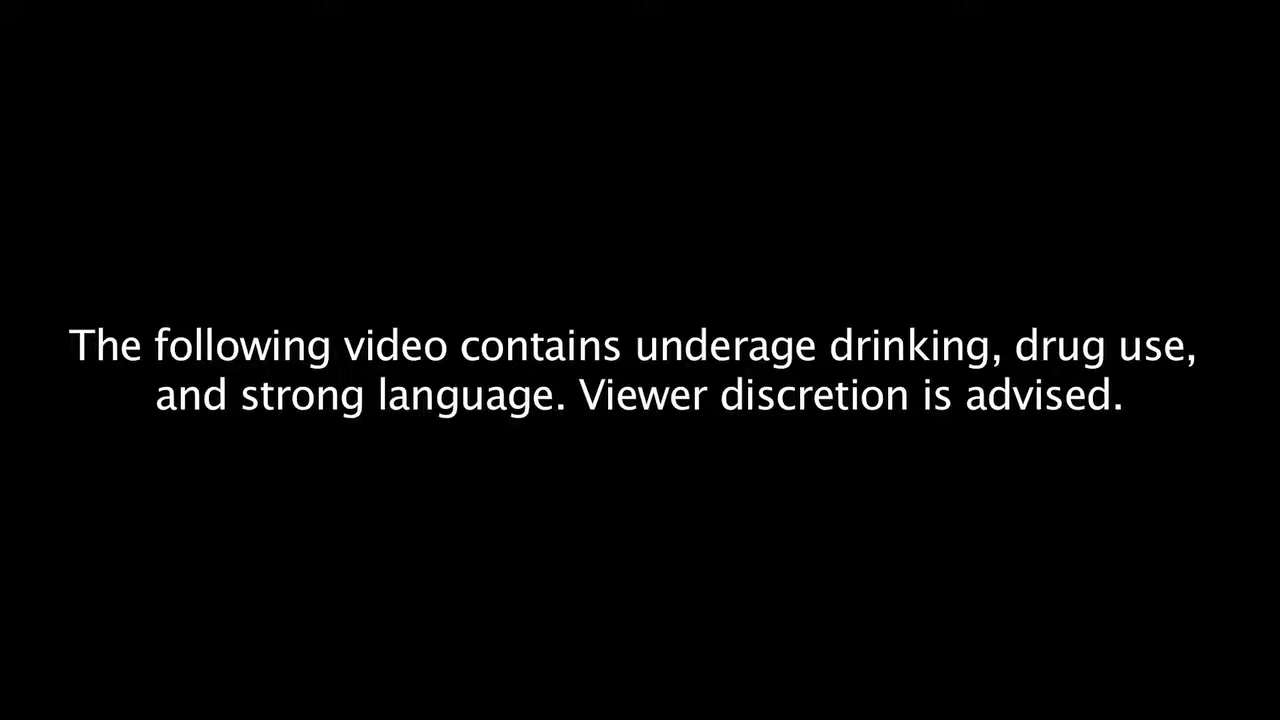 The following video contains underage drinking, drug use,
and strong language. Viewer discretion is advised.